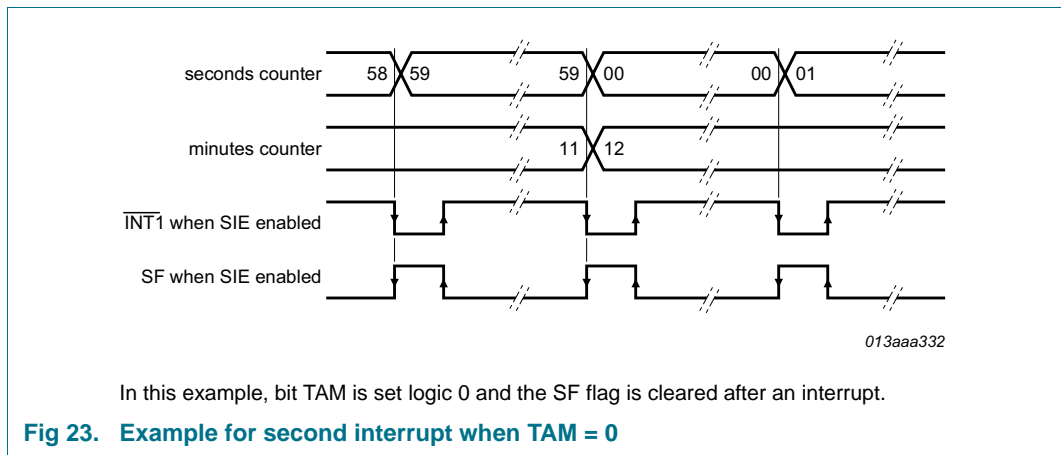 seconds counter 58 59 59 00 00 01
minutes counter 11 12
INT1 when SIE enabled
SF when SIE enabled
013aaa332
In this example, bit TAM is set logic 0 and the SF flag is cleared after an interrupt.
Fig 23. Example for second interrupt when TAM = 0